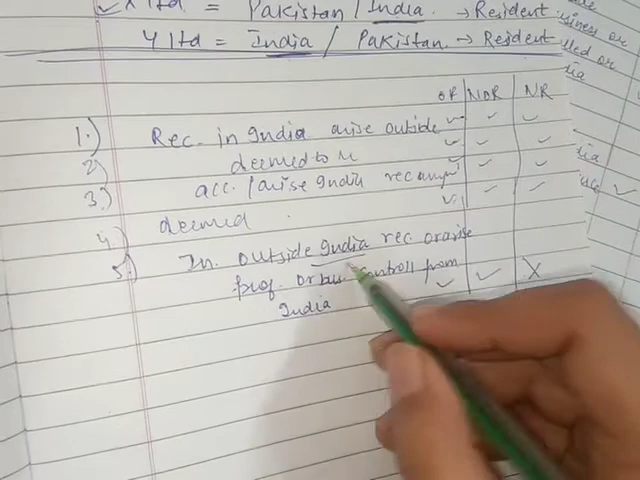 X ltd = Pakistan / India. → Resident
Y ltd = India / Pakistan. → Resident
OR NOR NR
1.) Rec. in India arise outside ✓ ✓ ✓
2) deemed to ✓ ✓ ✓
3.) acc. / arise India rec. ✓ ✓ ✓
4.) deemed ✓ ✓ ✓
5.) In. outside India rec. or arise
prof. or bus controll from ✓ ✓ X
India